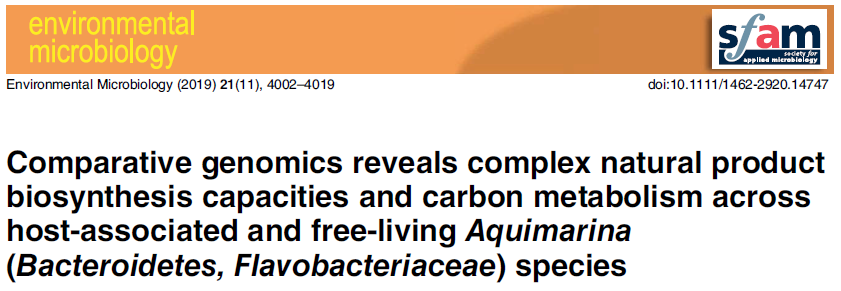 environmental
microbiology
sfam
society for
applied microbiology
Environmental Microbiology (2019) 21(11), 4002–4019
doi:10.1111/1462-2920.14747
Comparative genomics reveals complex natural product
biosynthesis capacities and carbon metabolism across
host-associated and free-living Aquimarina
(Bacteroidetes, Flavobacteriaceae) species